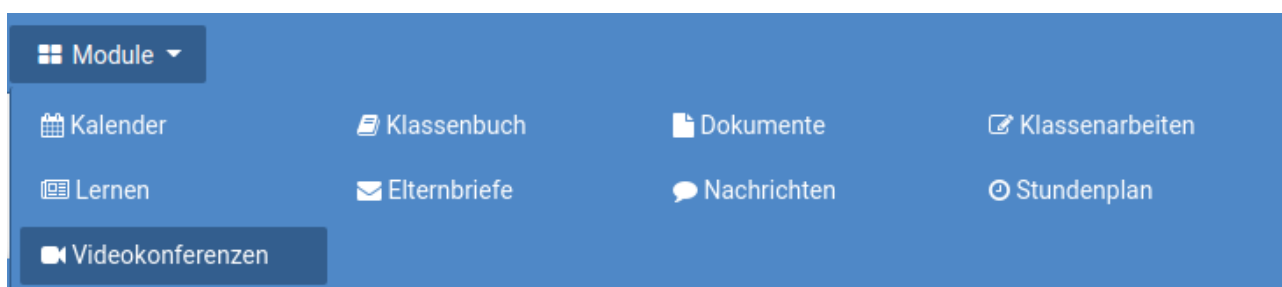 Module
Kalender Klassenbuch Dokumente Klassenarbeiten
Lernen Elternbriefe Nachrichten Stundenplan
Videokonferenzen